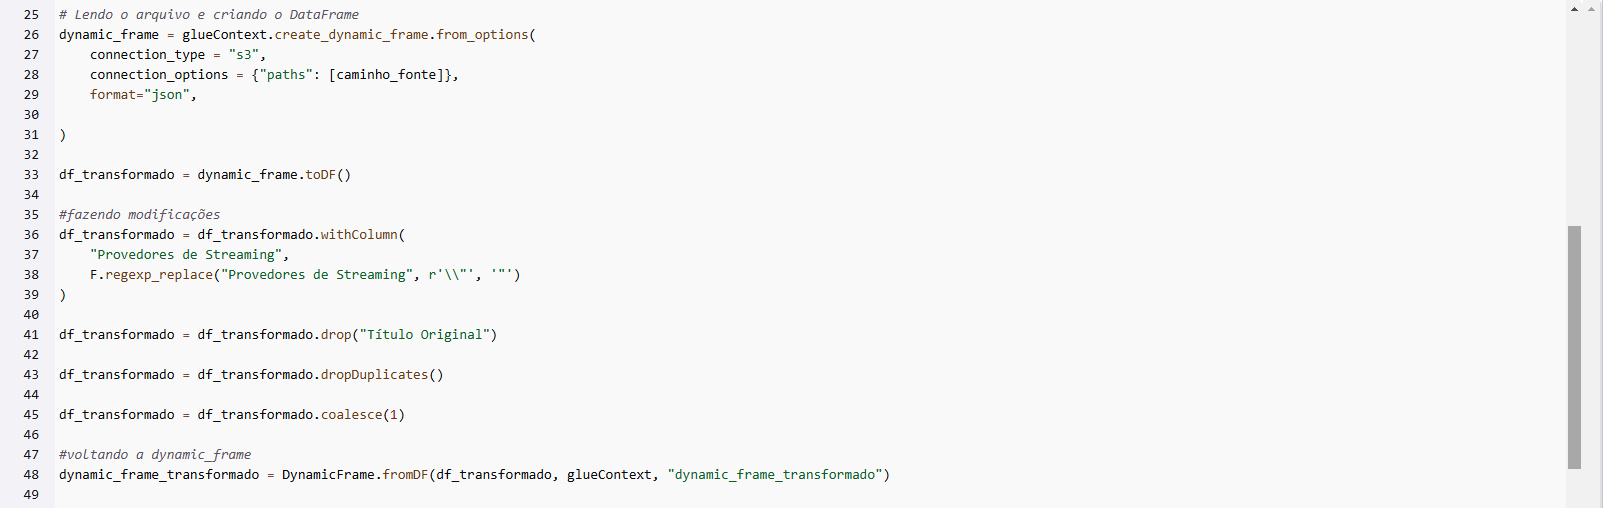 25 # Lendo o arquivo e criando o DataFrame
26 dynamic_frame = glueContext.create_dynamic_frame.from_options(
27     connection_type = "s3",
28     connection_options = {"paths": [caminho_fonte]},
29     format="json",
30
31 )
32
33 df_transformado = dynamic_frame.toDF()
34
35 #fazendo modificações
36 df_transformado = df_transformado.withColumn(
37     "Provedores de Streaming",
38     F.regexp_replace("Provedores de Streaming", r'\\"', '"')
39 )
40
41 df_transformado = df_transformado.drop("Título Original")
42
43 df_transformado = df_transformado.dropDuplicates()
44
45 df_transformado = df_transformado.coalesce(1)
46
47 #voltando a dynamic_frame
48 dynamic_frame_transformado = DynamicFrame.fromDF(df_transformado, glueContext, "dynamic_frame_transformado")
49